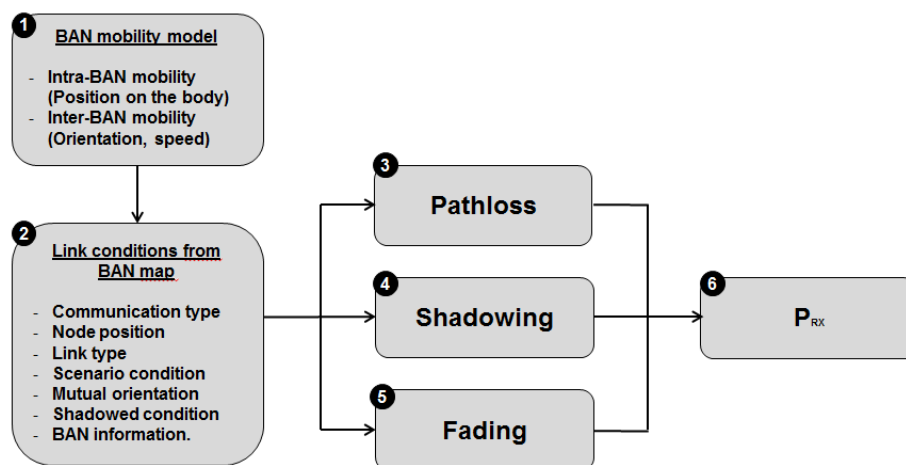 1
BAN mobility model
- Intra-BAN mobility
(Position on the body)
- Inter-BAN mobility
(Orientation, speed)
2
Link conditions from
BAN map
- Communication type
- Node position
- Link type
- Scenario condition
- Mutual orientation
- Shadowed condition
- BAN information.
3
Pathloss
4
Shadowing
5
Fading
6
PRX